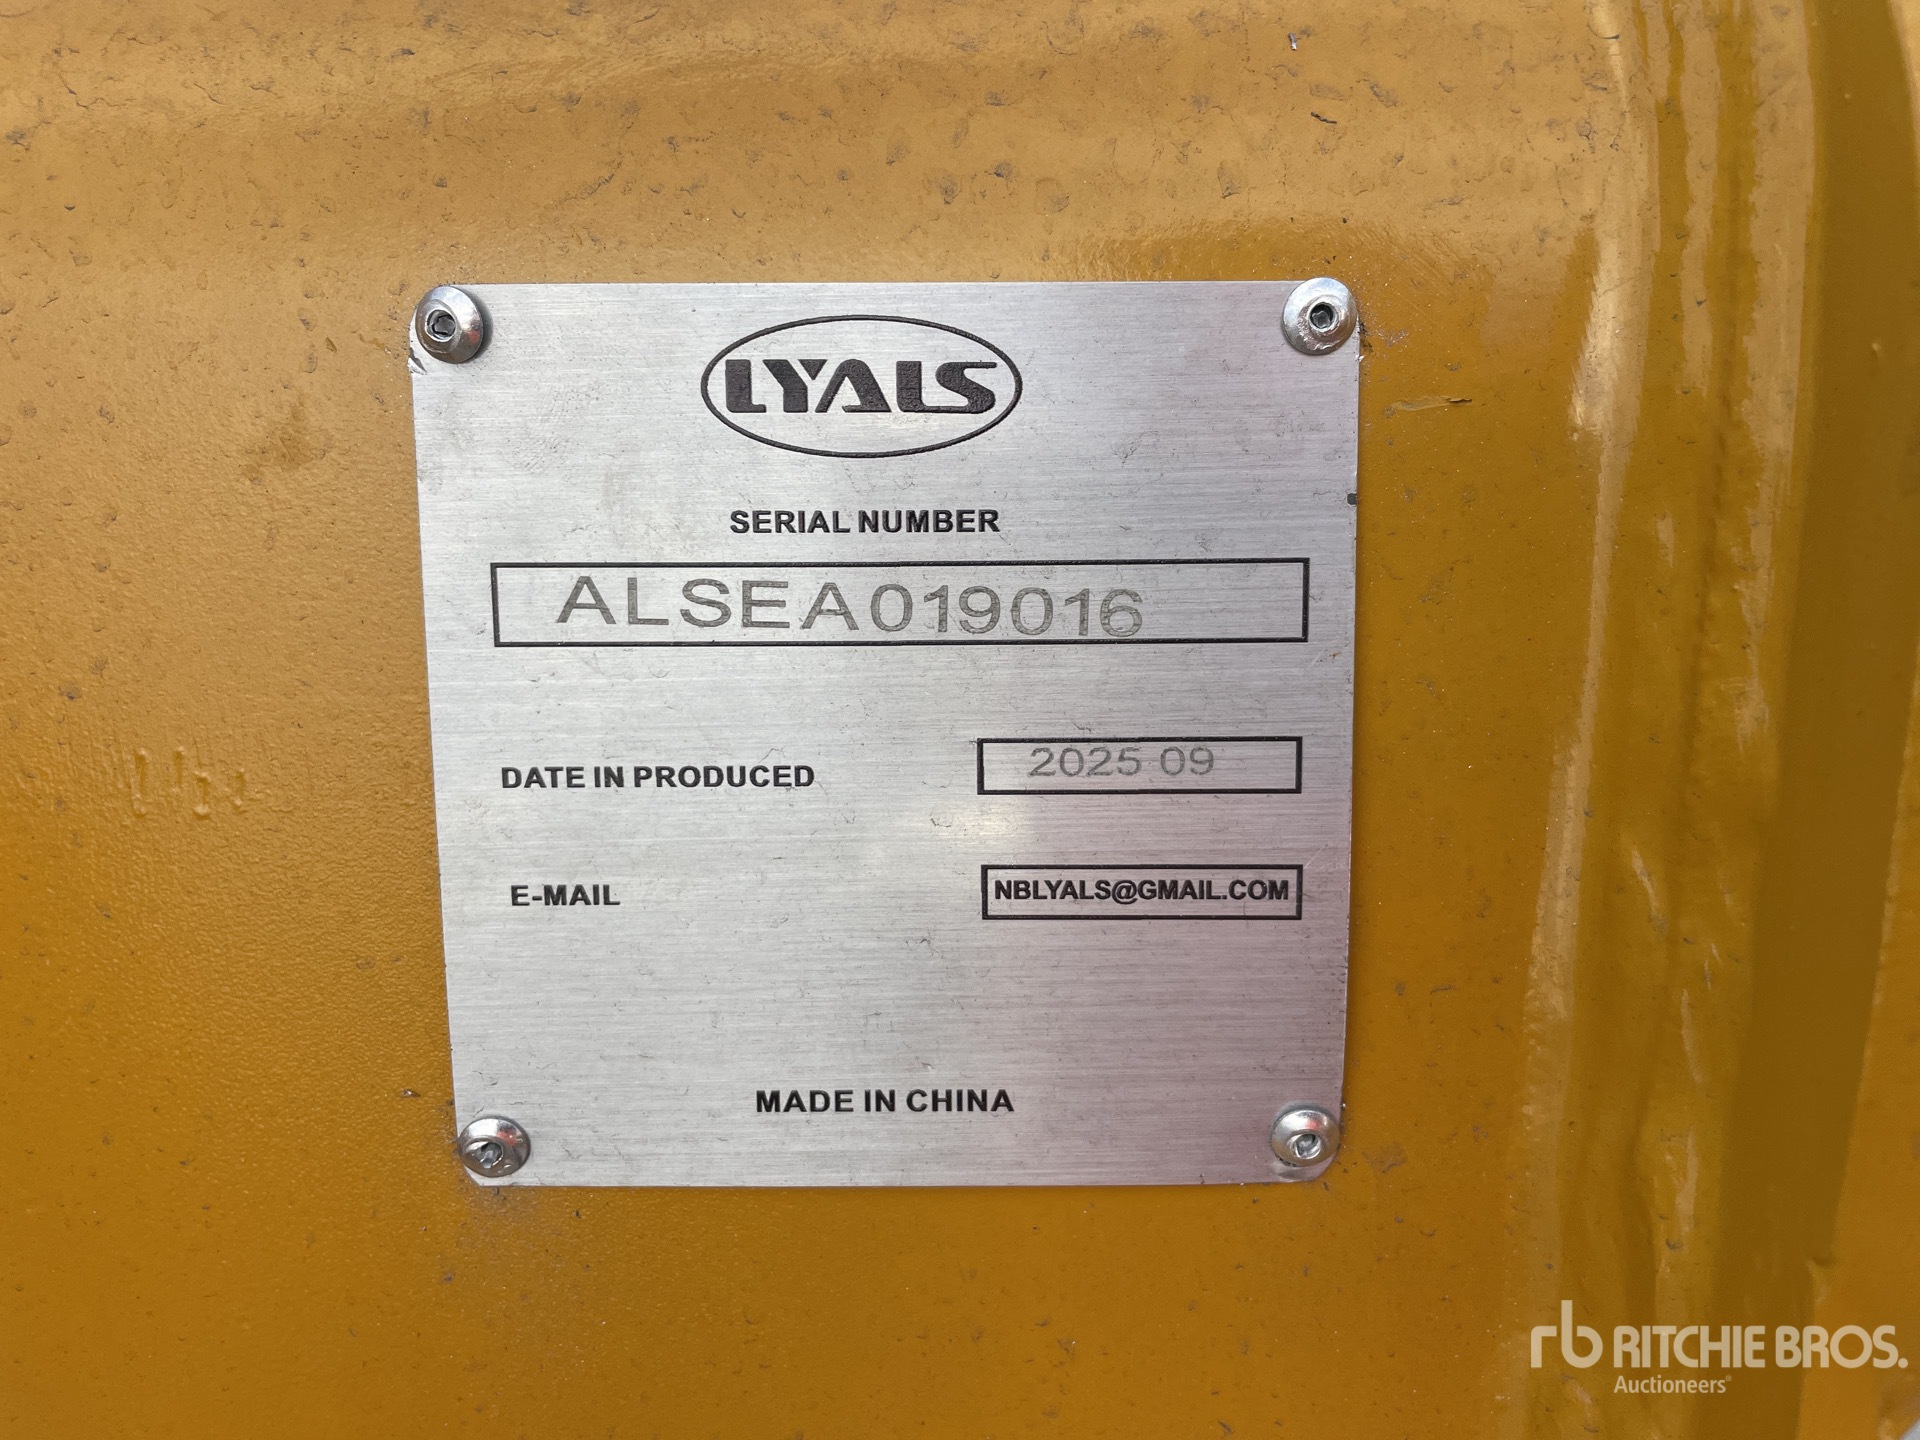 LYALS
SERIAL NUMBER
ALSEA019016
DATE IN PRODUCED
2025 09
E-MAIL
NBLYALS@GMAIL.COM
MADE IN CHINA
rb RITCHIE BROS.
Auctioneers®